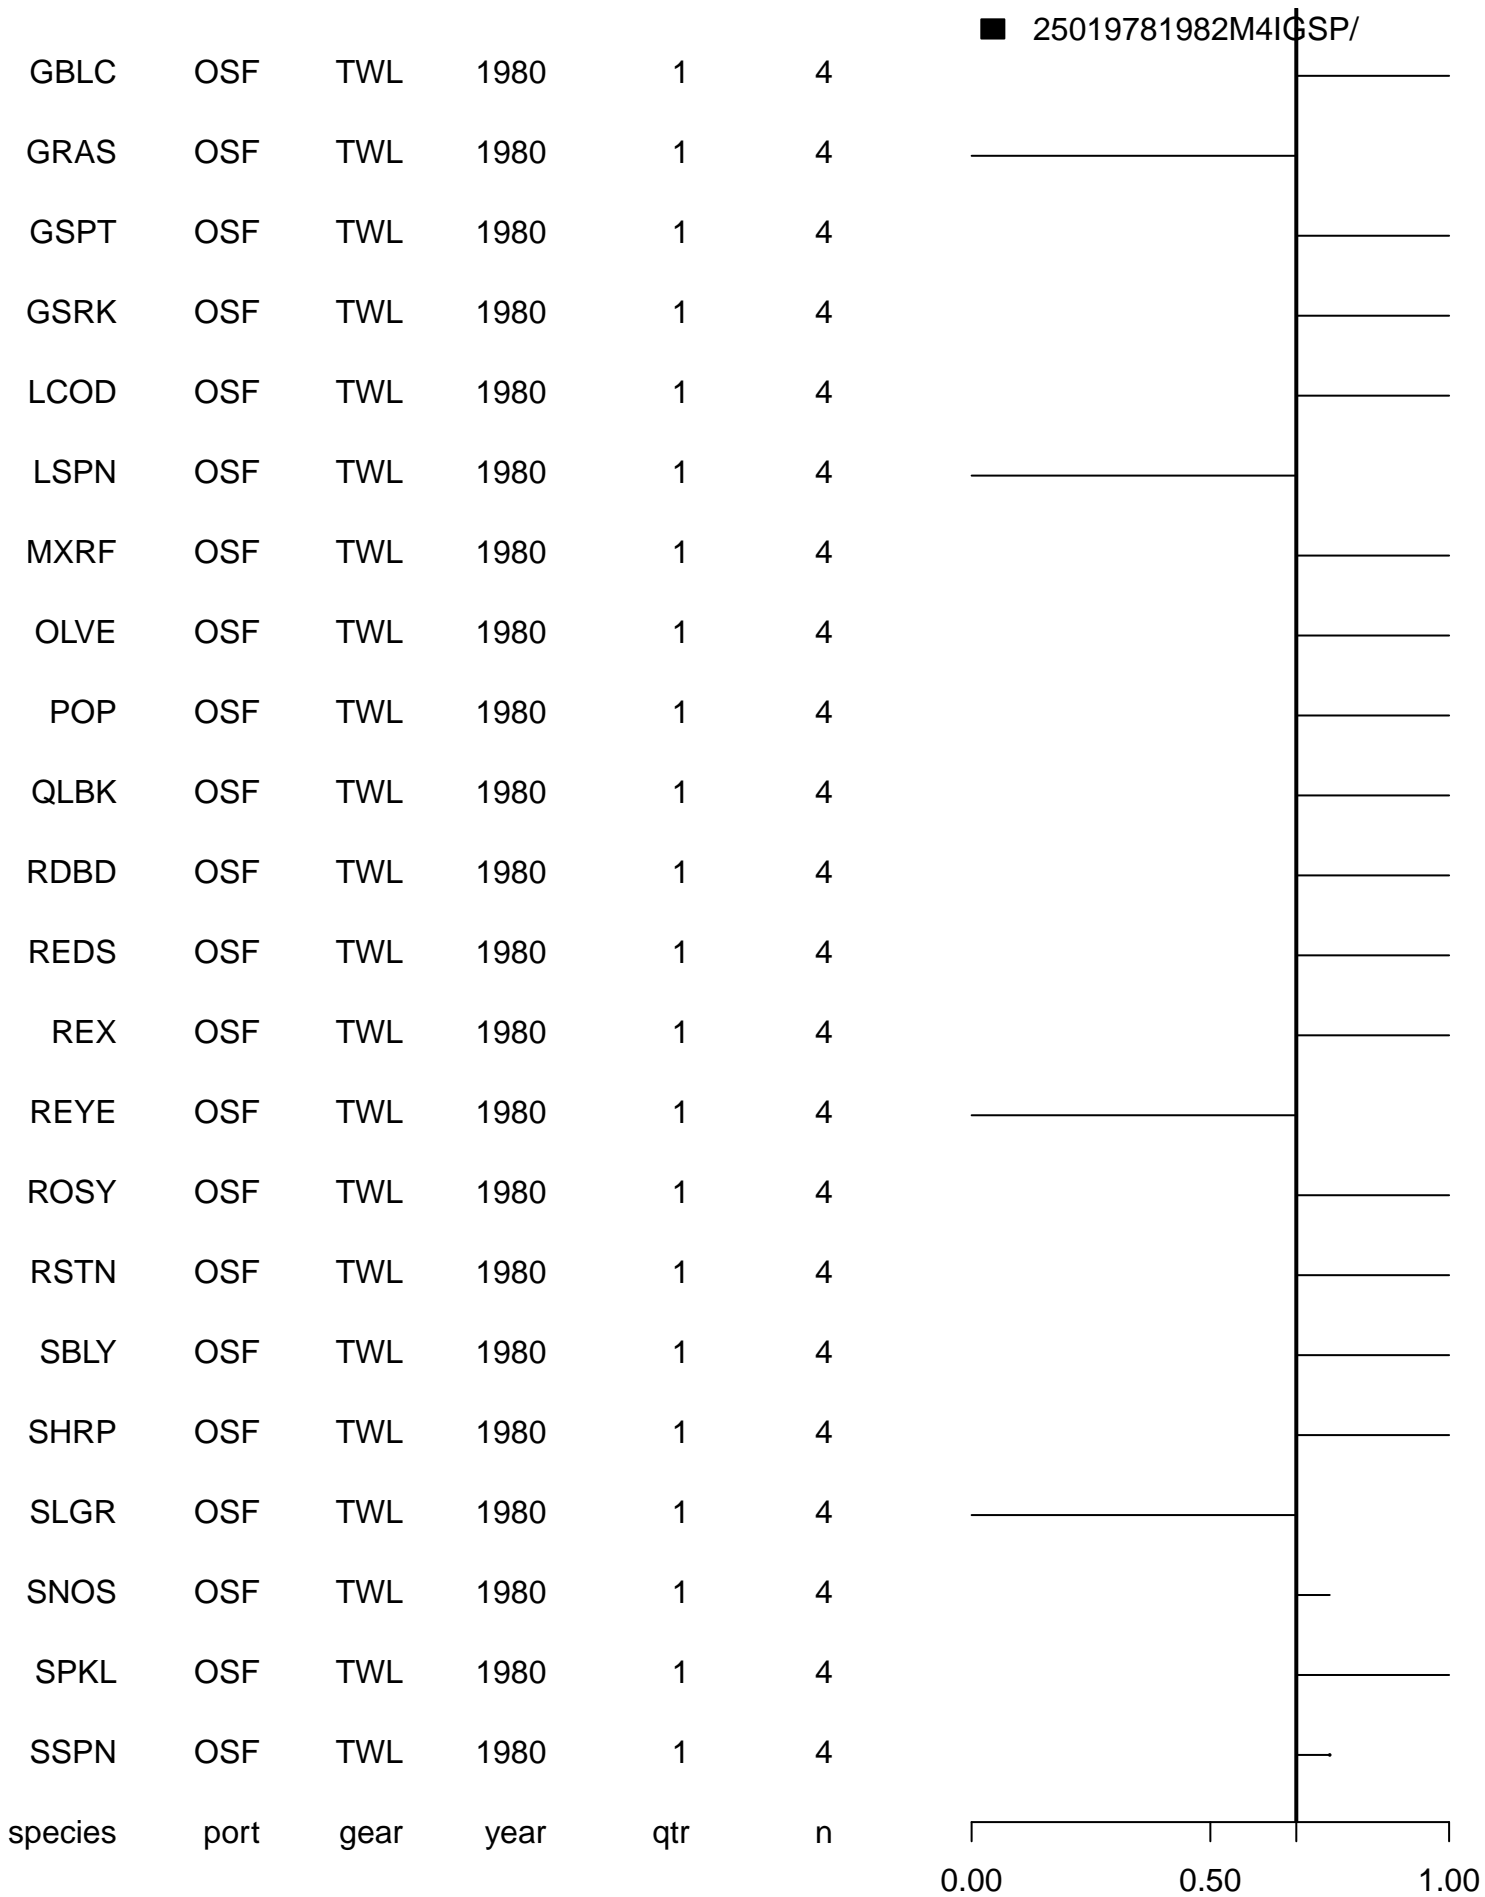 25019781982M4IGSP/
GBLC OSF TWL 1980 1 4
GRAS OSF TWL 1980 1 4
GSPT OSF TWL 1980 1 4
GSRK OSF TWL 1980 1 4
LCOD OSF TWL 1980 1 4
LSPN OSF TWL 1980 1 4
MXRF OSF TWL 1980 1 4
OLVE OSF TWL 1980 1 4
POP OSF TWL 1980 1 4
QLBK OSF TWL 1980 1 4
RDBD OSF TWL 1980 1 4
REDS OSF TWL 1980 1 4
REX OSF TWL 1980 1 4
REYE OSF TWL 1980 1 4
ROSY OSF TWL 1980 1 4
RSTN OSF TWL 1980 1 4
SBLY OSF TWL 1980 1 4
SHRP OSF TWL 1980 1 4
SLGR OSF TWL 1980 1 4
SNOS OSF TWL 1980 1 4
SPKL OSF TWL 1980 1 4
SSPN OSF TWL 1980 1 4
species port gear year qtr n
0.00 0.50 1.00